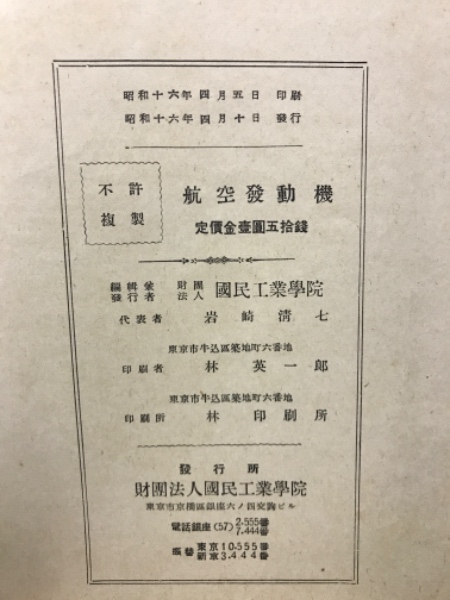 昭和十六年四月五日 印刷
昭和十六年四月十日 發行
不許
複製
航空發動機
定價金壹圓五拾錢
編輯兼
發行者
財團
法人
國民工業學院
代表者 岩崎淸七
東京市牛込區築地町六番地
印刷者 林英一郎
東京市牛込區築地町六番地
印刷所 林印刷所
發行所
財團法人國民工業學院
東京市京橋區銀座六ノ四交詢ビル
電話銀座(57) 2,555番
7,444番
振替 東京10,555番
新京3,444番